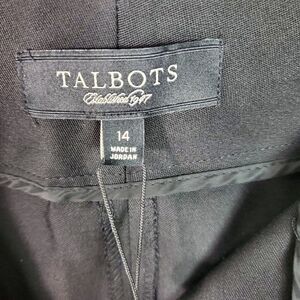 TALBOTS
Established 1947
14
MADE IN
JORDAN